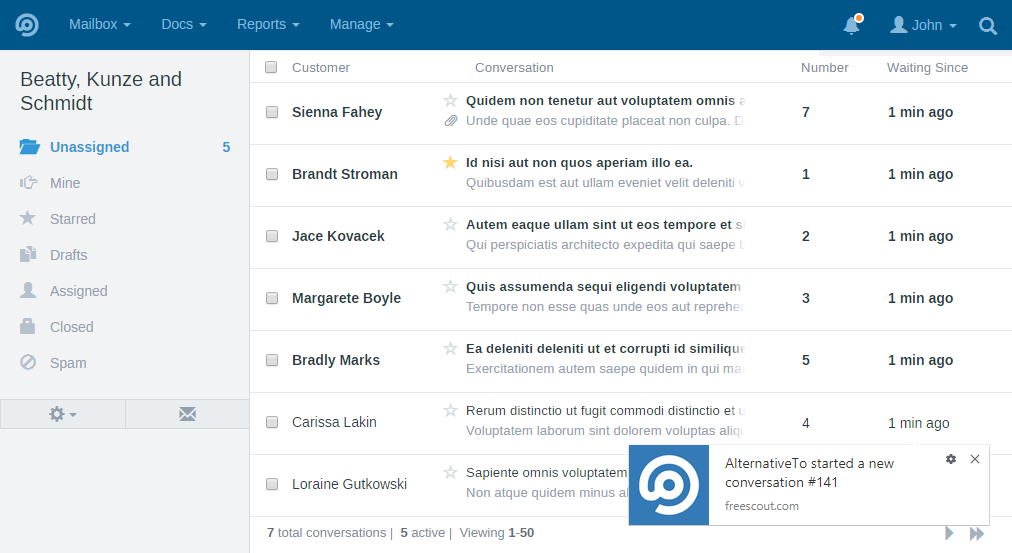 Mailbox Docs Reports Manage John
Beatty, Kunze and
Schmidt
Unassigned 5
Mine
Starred
Drafts
Assigned
Closed
Spam
Customer Conversation Number Waiting Since
Sienna Fahey Quidem non tenetur aut voluptatem omnis 7 1 min ago
Unde quae eos cupiditate placeat non culpa.
Brandt Stroman Id nisi aut non quos aperiam illo ea. 1 1 min ago
Quibusdam est aut ullam eveniet velit deleniti
Jace Kovacek Autem eaque ullam sint ut eos tempore et 2 1 min ago
Qui perspiciatis architecto expedita qui saepe
Margarete Boyle Quis assumenda sequi eligendi voluptatem 3 1 min ago
Tempore non esse quas unde eos aut
Bradly Marks Ea deleniti deleniti ut et corrupti id 5 1 min ago
Exercitationem autem saepe quidem in qui
Carissa Lakin Rerum distinctio ut fugit commodi distinctio et 4 1 min ago
Voluptatem laborum sint dolorem voluptas
Loraine Gutkowski Sapiente omnis voluptatem
Non atque quidem minus
AlternativeTo started a new
conversation #141
freescout.com
7 total conversations | 5 active | Viewing 1-50